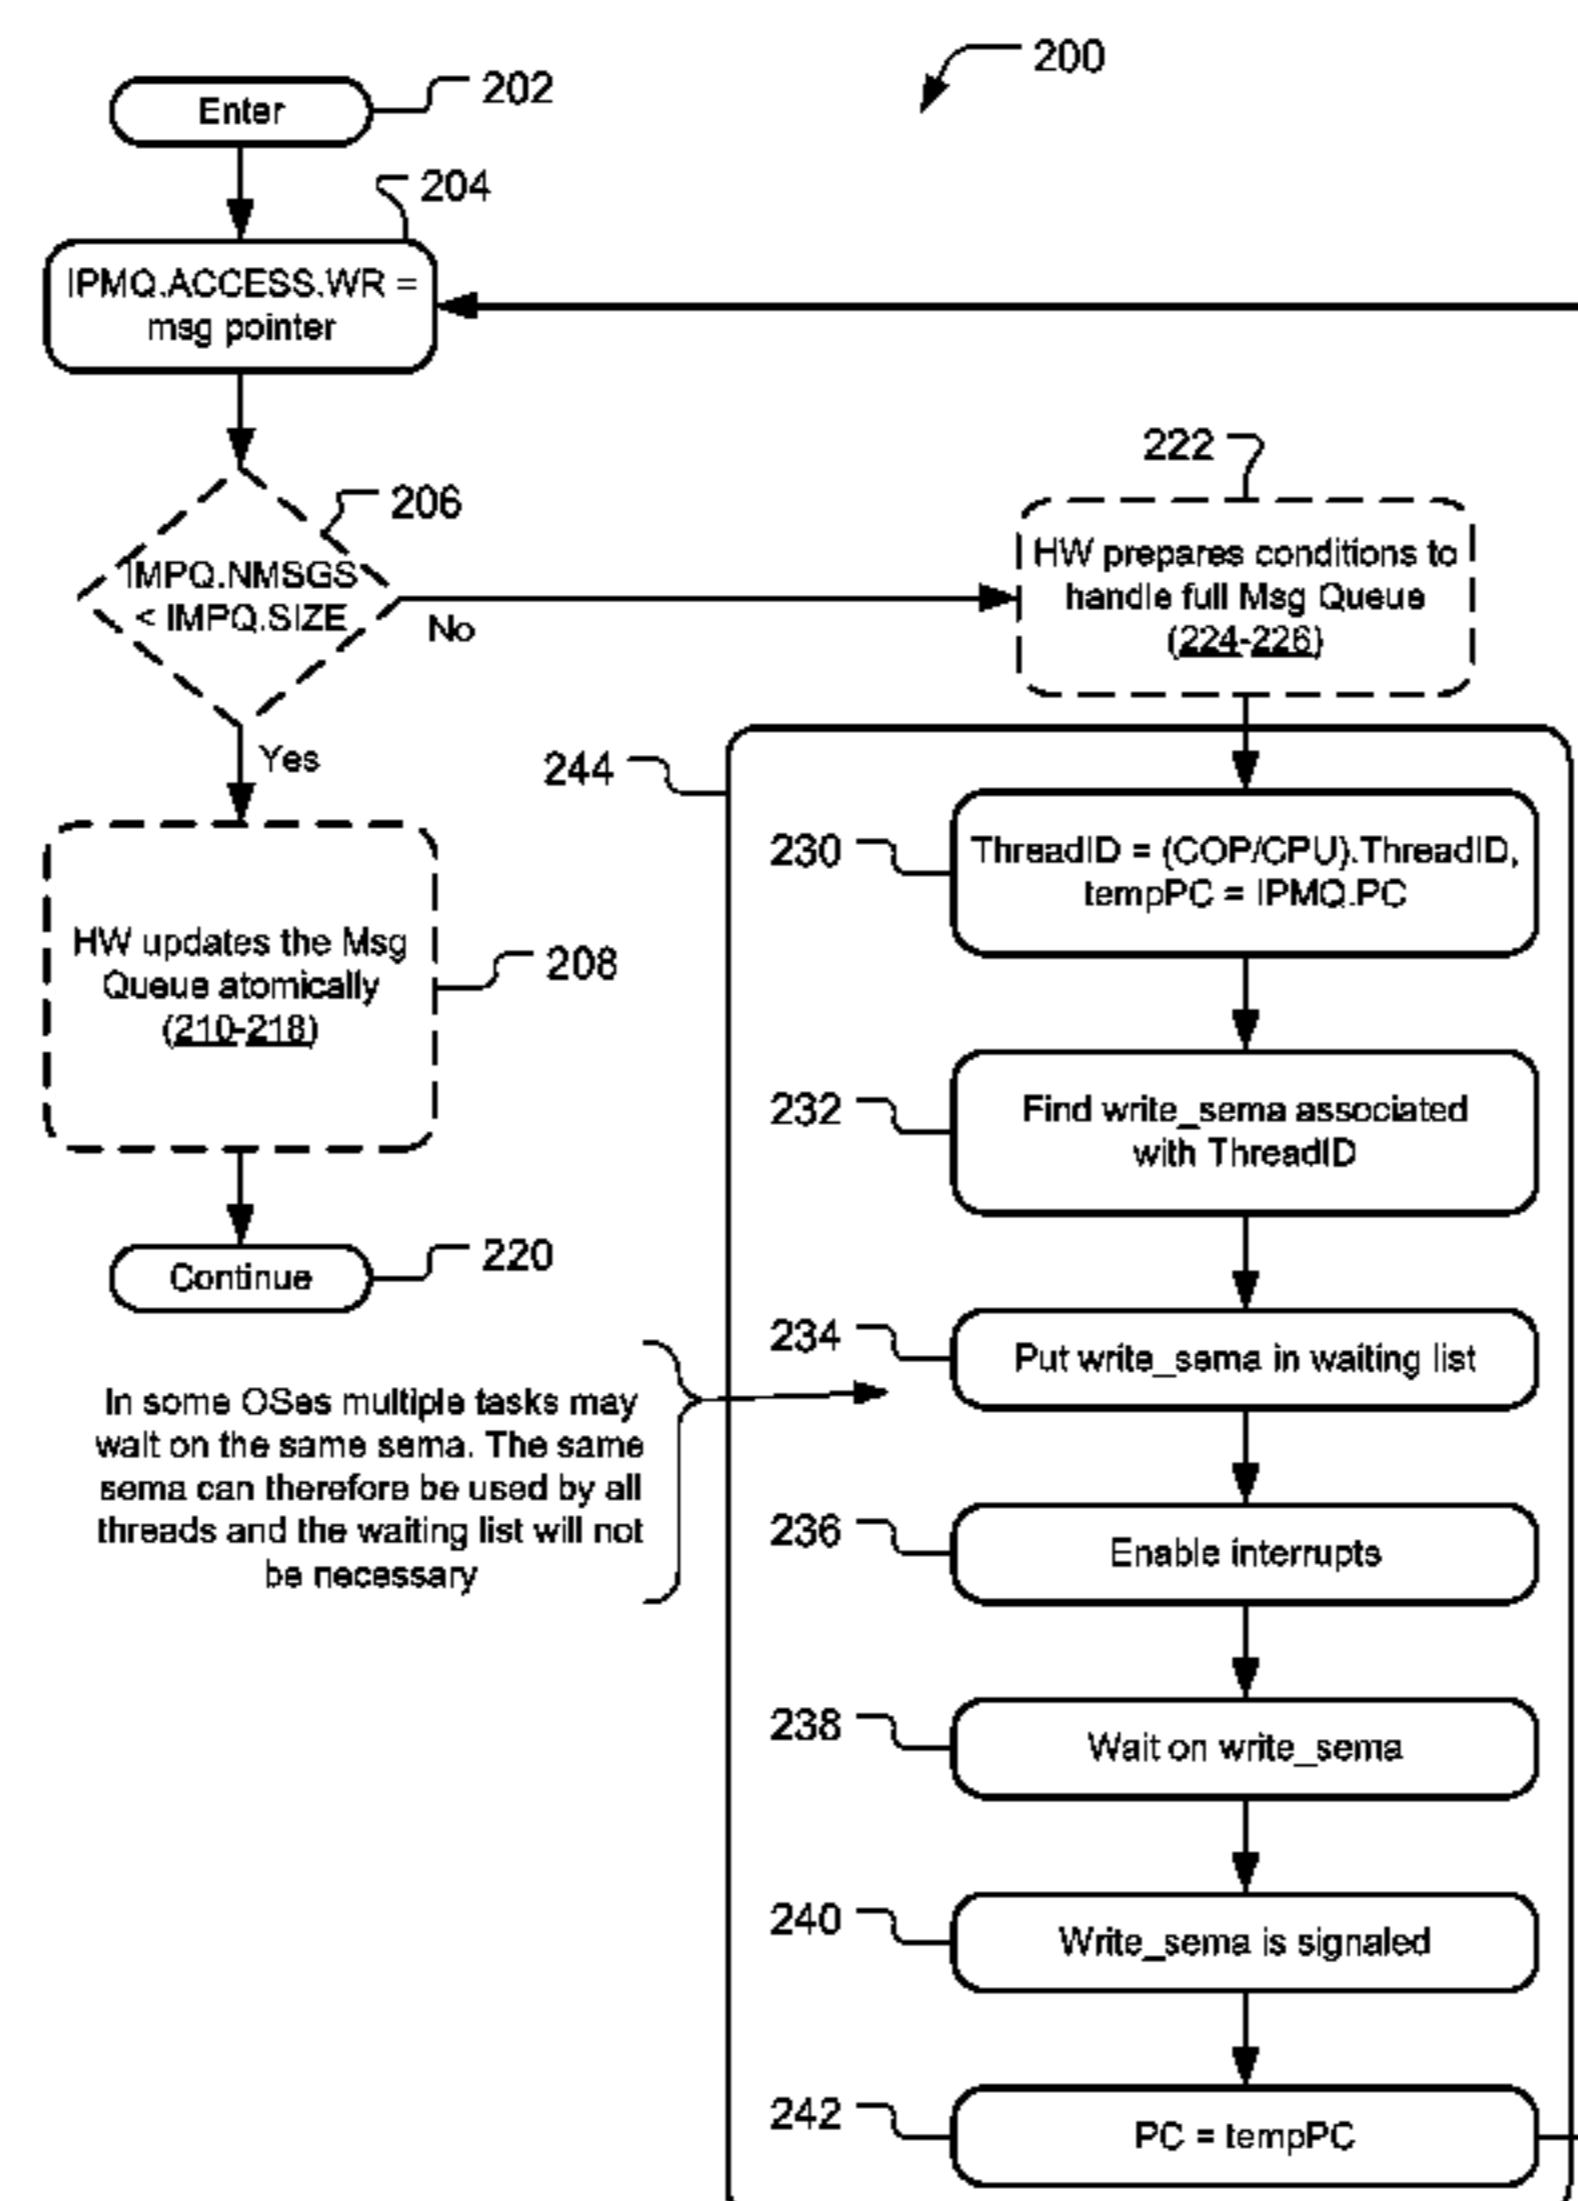 200
202
Enter
204
IPMQ.ACCESS.WR =
msg pointer
206
IMPQ.NMSGS
< IMPQ.SIZE
No
Yes
222
HW prepares conditions to
handle full Msg Queue
(224-226)
HW updates the Msg
Queue atomically
(210-218)
208
220
Continue
244
230
ThreadID = (COP/CPU).ThreadID,
tempPC = IPMQ.PC
232
Find write_sema associated
with ThreadID
234
Put write_sema in waiting list
In some OSes multiple tasks may
wait on the same sema. The same
sema can therefore be used by all
threads and the waiting list will not
be necessary
236
Enable interrupts
238
Wait on write_sema
240
Write_sema is signaled
242
PC = tempPC